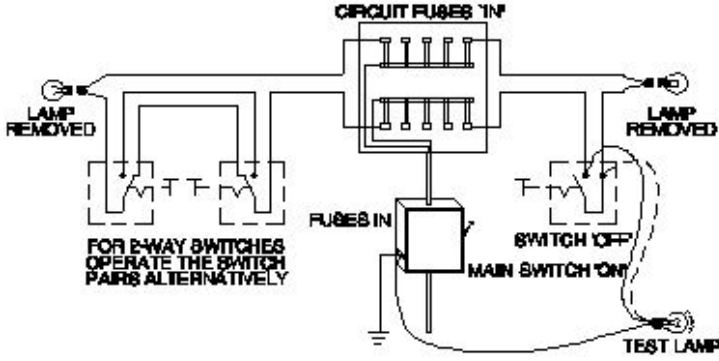 CIRCUIT FUSES "IN"
LAMP
REMOVED
LAMP
REMOVED
FUSES IN
SWITCH 'OFF'
FOR 2-WAY SWITCHES
OPERATE THE SWITCH
PAIRS ALTERNATIVELY
MAIN SWITCH "ON"
TEST LAMP